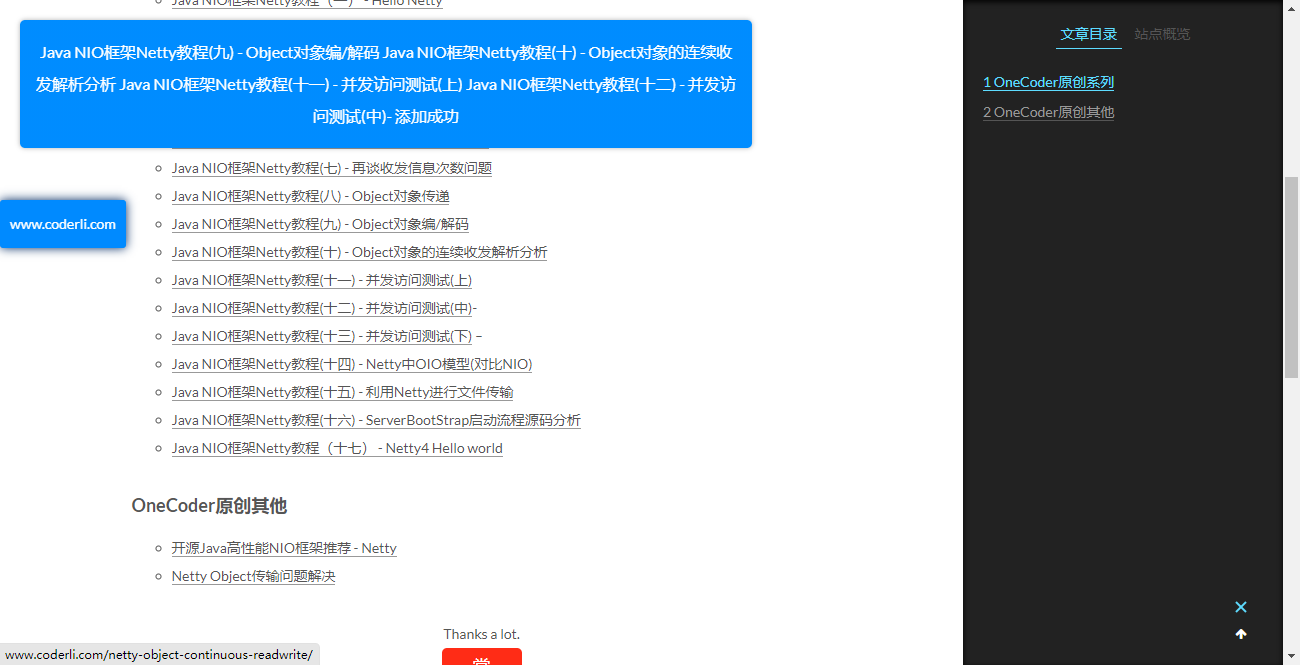 Java NIO框架Netty教程（一） - Hello Netty
Java NIO框架Netty教程(九) - Object对象编/解码 Java NIO框架Netty教程(十) - Object对象的连续收
发解析分析 Java NIO框架Netty教程(十一) - 并发访问测试(上) Java NIO框架Netty教程(十二) - 并发访
问测试(中)- 添加成功
Java NIO框架Netty教程(七) - 再谈收发信息次数问题
Java NIO框架Netty教程(八) - Object对象传递
www.coderli.com
Java NIO框架Netty教程(九) - Object对象编/解码
Java NIO框架Netty教程(十) - Object对象的连续收发解析分析
Java NIO框架Netty教程(十一) - 并发访问测试(上)
Java NIO框架Netty教程(十二) - 并发访问测试(中)-
Java NIO框架Netty教程(十三) - 并发访问测试(下) –
Java NIO框架Netty教程(十四) - Netty中OIO模型(对比NIO)
Java NIO框架Netty教程(十五) - 利用Netty进行文件传输
Java NIO框架Netty教程(十六) - ServerBootStrap启动流程源码分析
Java NIO框架Netty教程（十七） - Netty4 Hello world
OneCoder原创其他
开源Java高性能NIO框架推荐 - Netty
Netty Object传输问题解决
Thanks a lot.
赏
www.coderli.com/netty-object-continuous-readwrite/
文章目录 站点概览
1 OneCoder原创系列
2 OneCoder原创其他